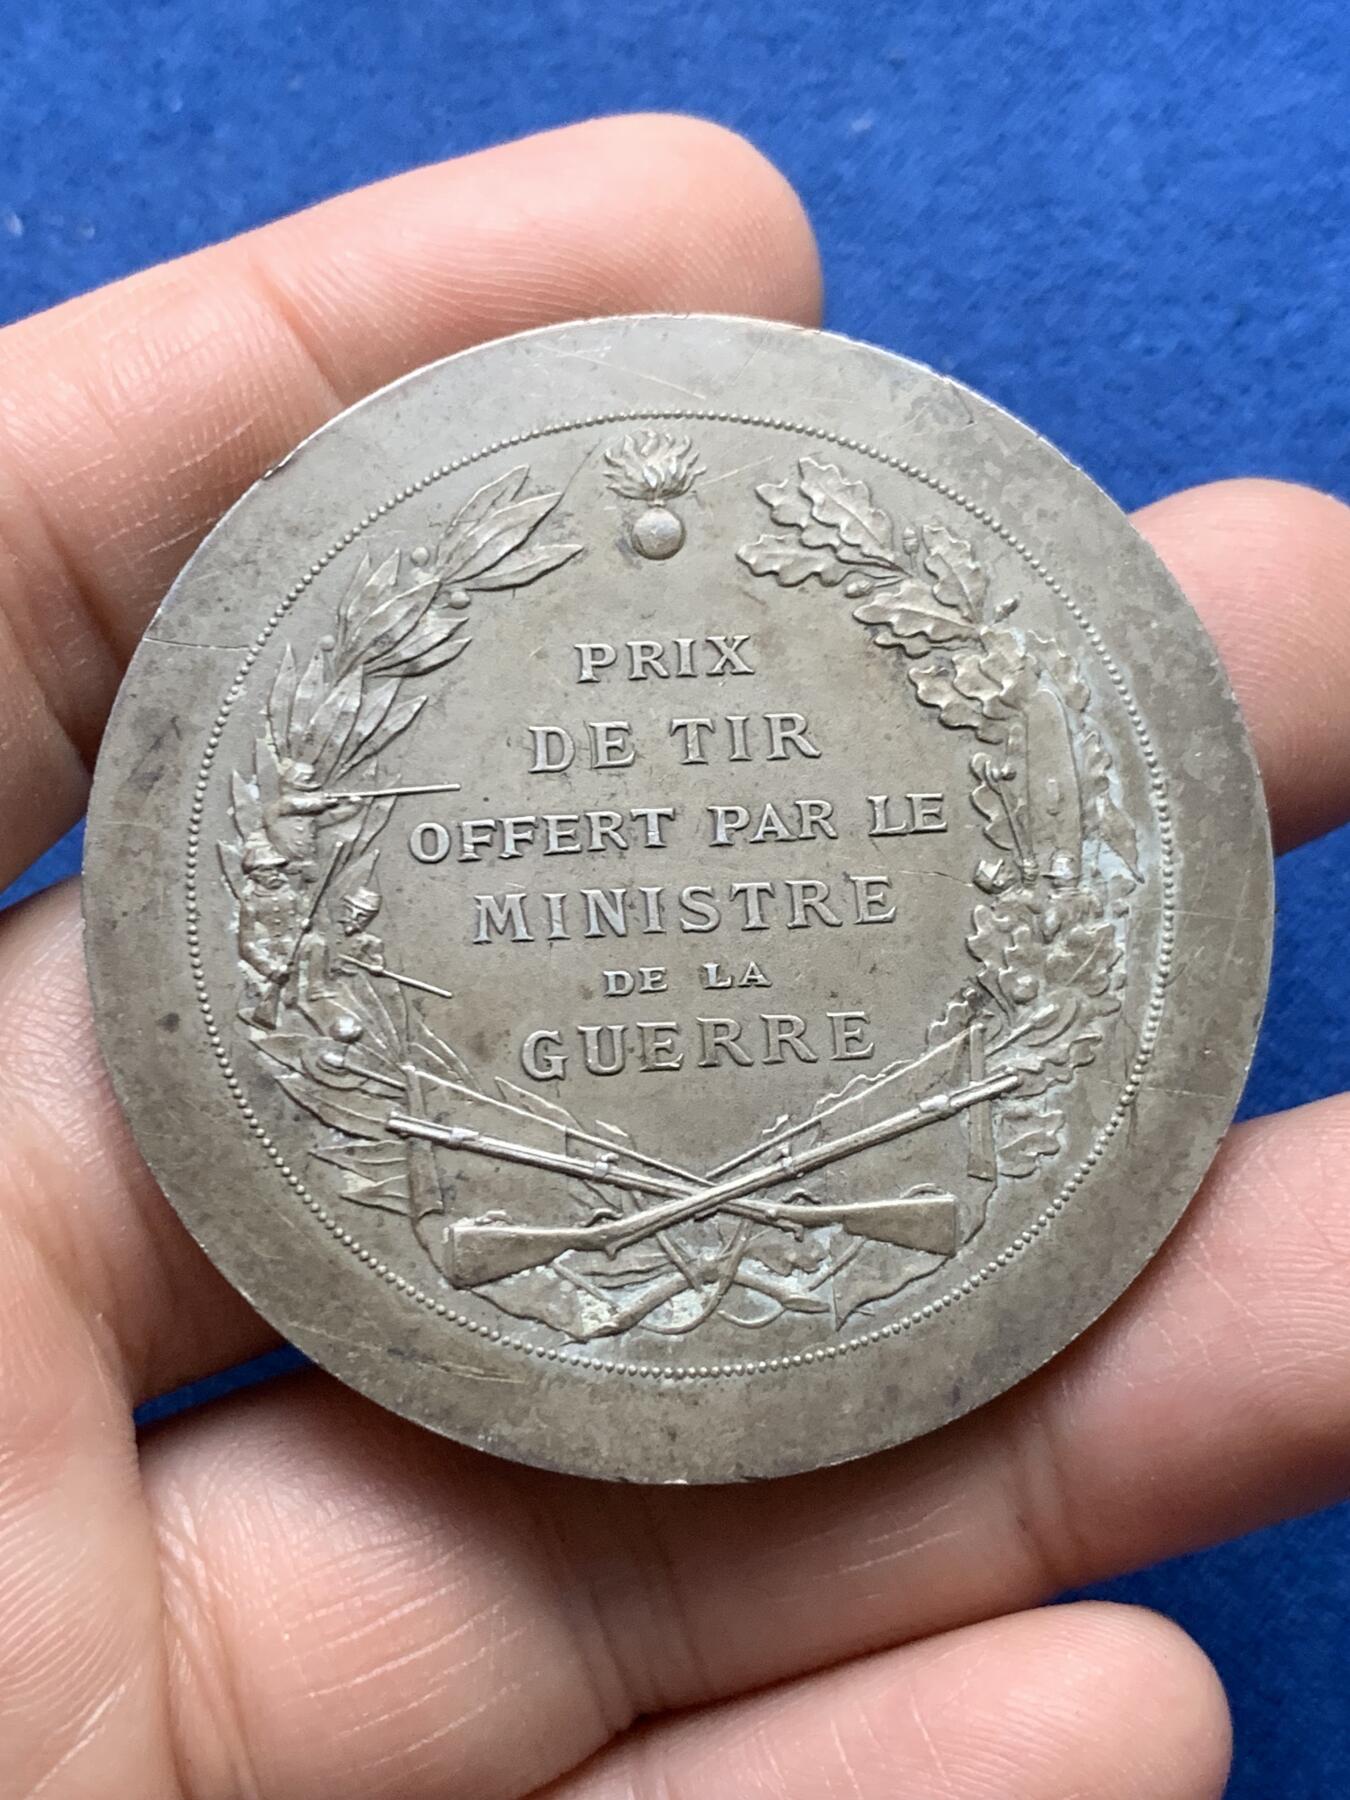 PRIX
DE TIR
OFFERT PAR LE
MINISTRE
DE LA
GUERRE